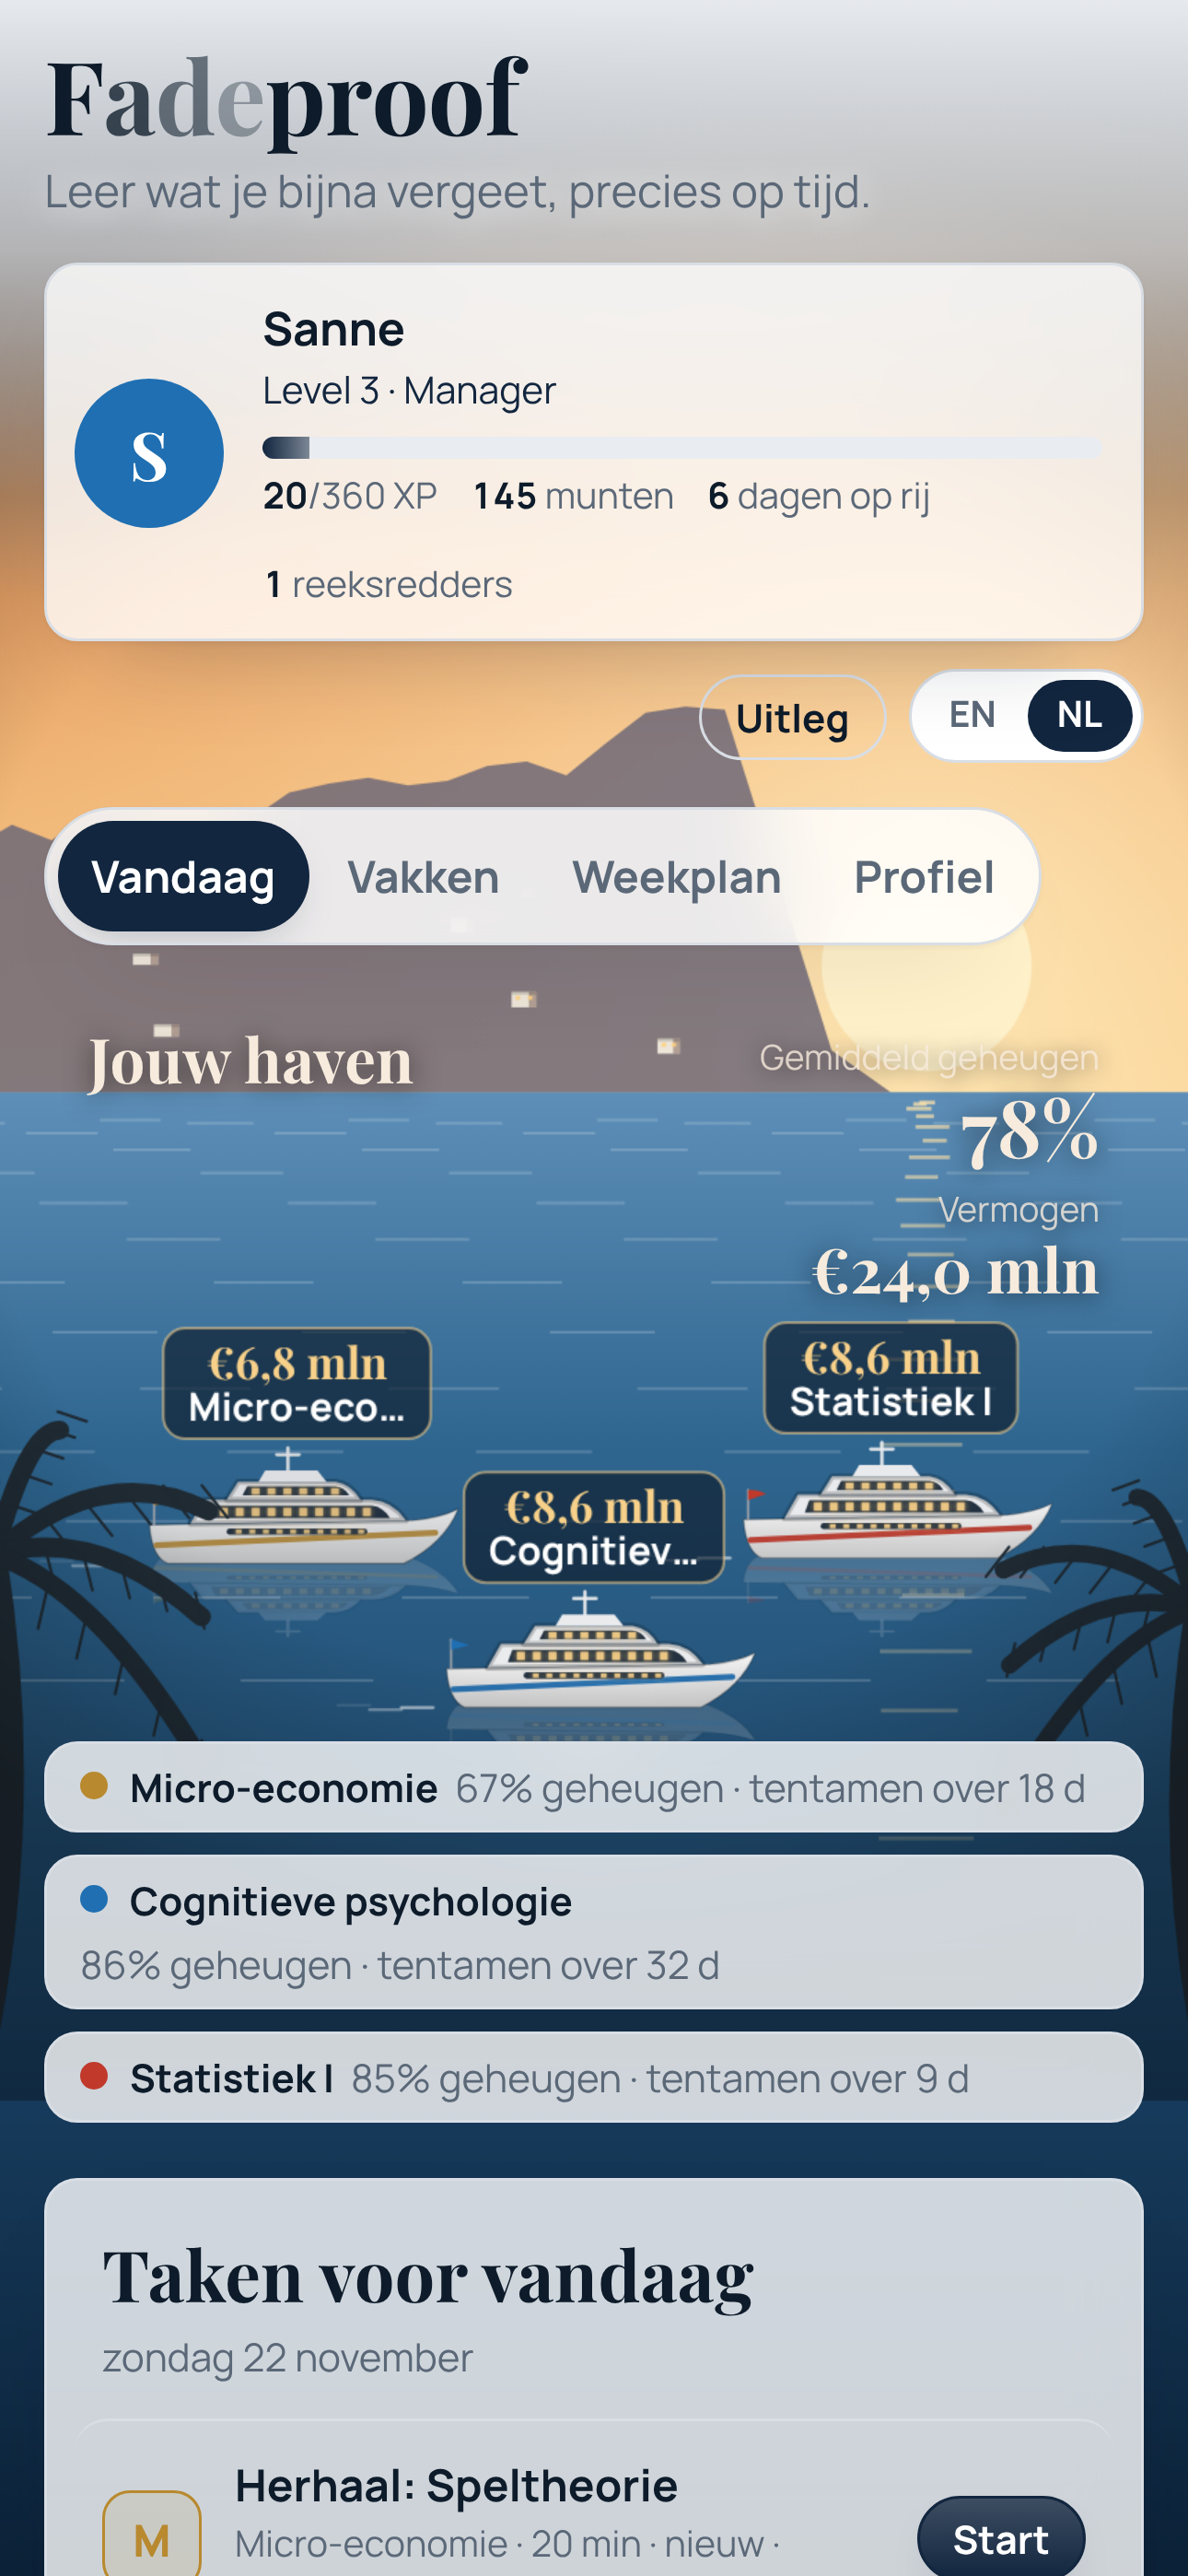 Fadeproof
Leer wat je bijna vergeet, precies op tijd.
Sanne
S
Level 3 · Manager
20/360 XP 145 munten 6 dagen op rij
1 reeksredders
Uitleg EN NL
Vandaag Vakken Weekplan Profiel
Jouw haven
Gemiddeld geheugen
78%
Vermogen
€24,0 mln
€6,8 mln
Micro-eco...
€8,6 mln
Statistiek I
€8,6 mln
Cognitiev...
Micro-economie 67% geheugen · tentamen over 18 d
Cognitieve psychologie
86% geheugen · tentamen over 32 d
Statistiek I 85% geheugen · tentamen over 9 d
Taken voor vandaag
zondag 22 november
Herhaal: Speltheorie
M
Micro-economie · 20 min · nieuw ·
Start